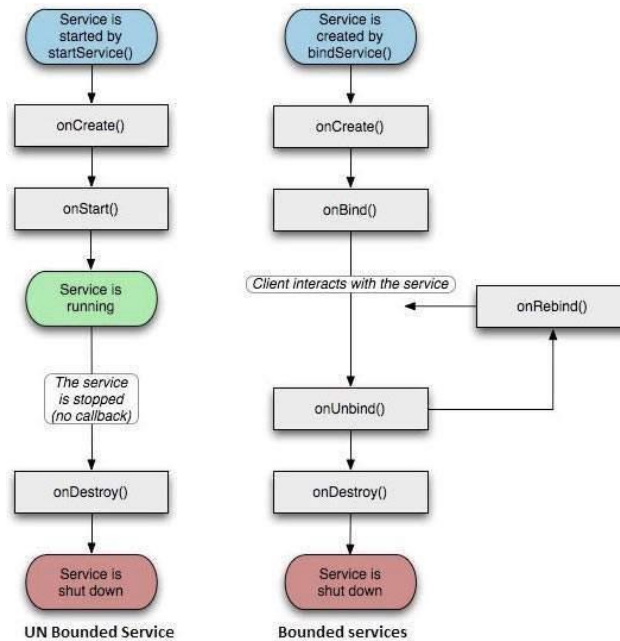 Service is
started by
startService()
onCreate()
onStart()
Service is
running
The service
is stopped
(no callback)
onDestroy()
Service is
shut down
UN Bounded Service
Service is
created by
bindService()
onCreate()
onBind()
Client interacts with the service
onRebind()
onUnbind()
onDestroy()
Service is
shut down
Bounded services